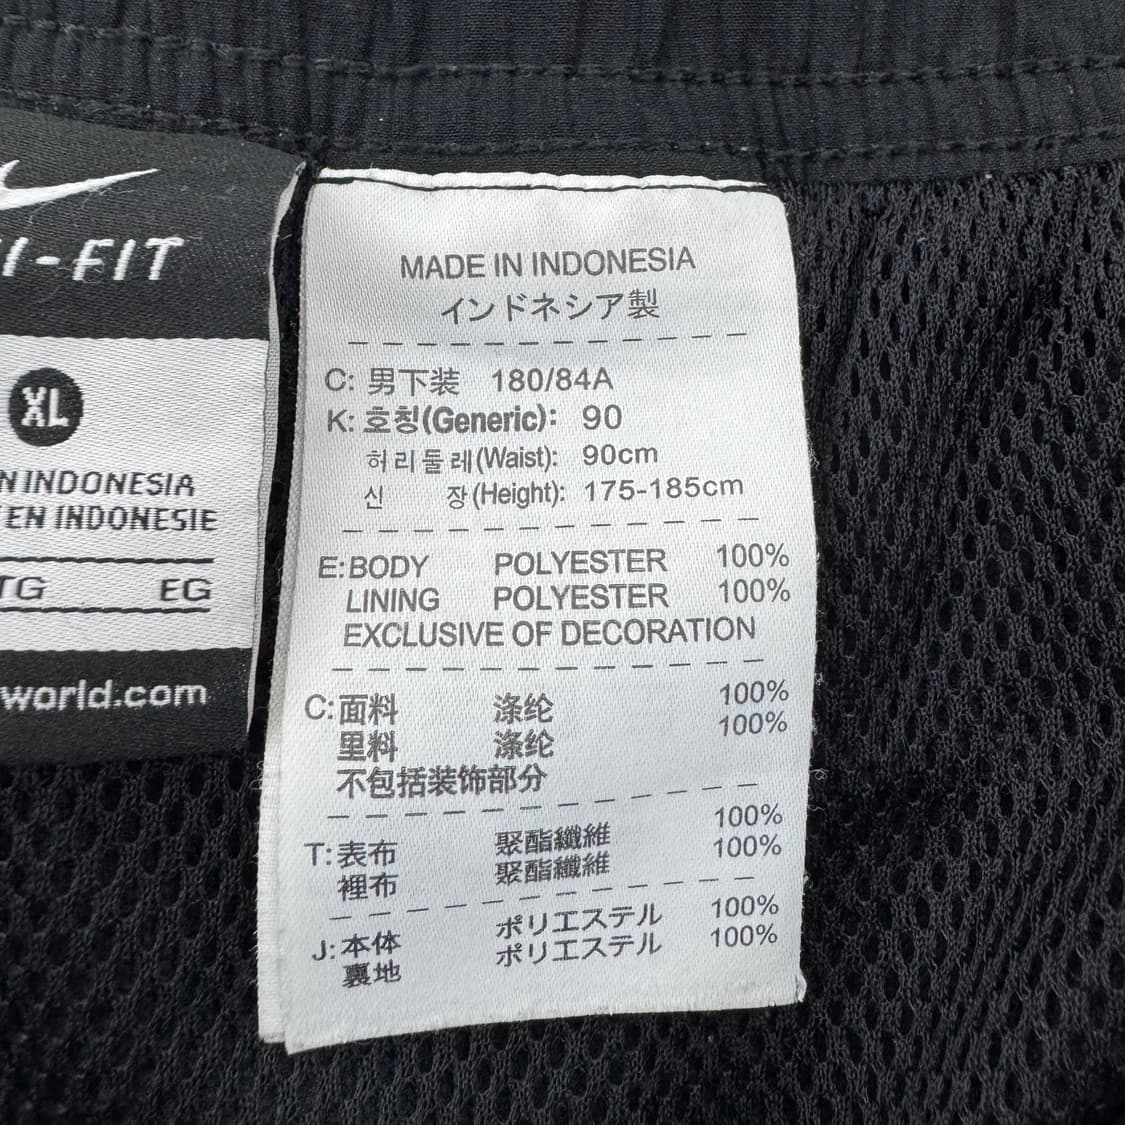 -FIT
XL
N INDONESIA
EN INDONESIE
TG EG
world.com
MADE IN INDONESIA
インドネシア製
C: 男下装 180/84A
K: 호칭(Generic): 90
허리둘레(Waist): 90cm
신 장(Height): 175-185cm
E: BODY POLYESTER 100%
LINING POLYESTER 100%
EXCLUSIVE OF DECORATION
C: 面料 涤纶 100%
里料 涤纶 100%
不包括装饰部分
T: 表布 聚酯纖維 100%
裡布 聚酯纖維 100%
J: 本体 ポリエステル 100%
裏地 ポリエステル 100%